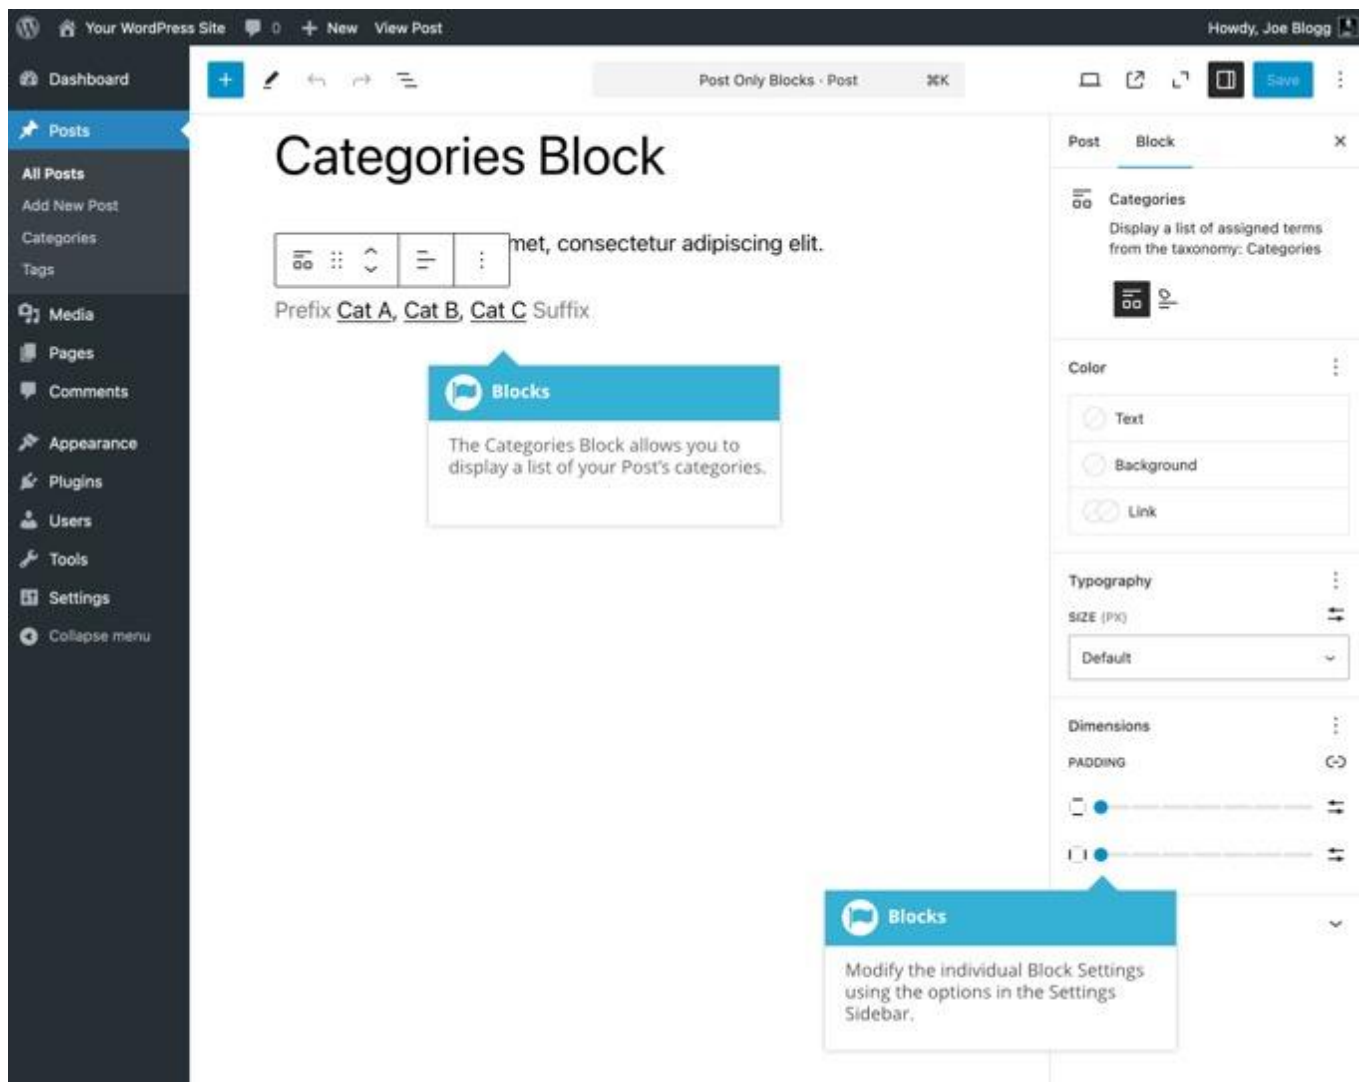 Your WordPress Site 0 + New View Post Howdy, Joe Blogg
Dashboard
Posts
All Posts
Add New Post
Categories
Tags
Media
Pages
Comments
Appearance
Plugins
Users
Tools
Settings
Collapse menu
Post Only Blocks · Post ⌘K
Save
Categories Block
met, consectetur adipiscing elit.
Prefix Cat A, Cat B, Cat C Suffix
Blocks
The Categories Block allows you to
display a list of your Post's categories.
Post Block
Categories
Display a list of assigned terms
from the taxonomy: Categories
Color
Text
Background
Link
Typography
SIZE (PX)
Default
Dimensions
PADDING
Blocks
Modify the individual Block Settings
using the options in the Settings
Sidebar.